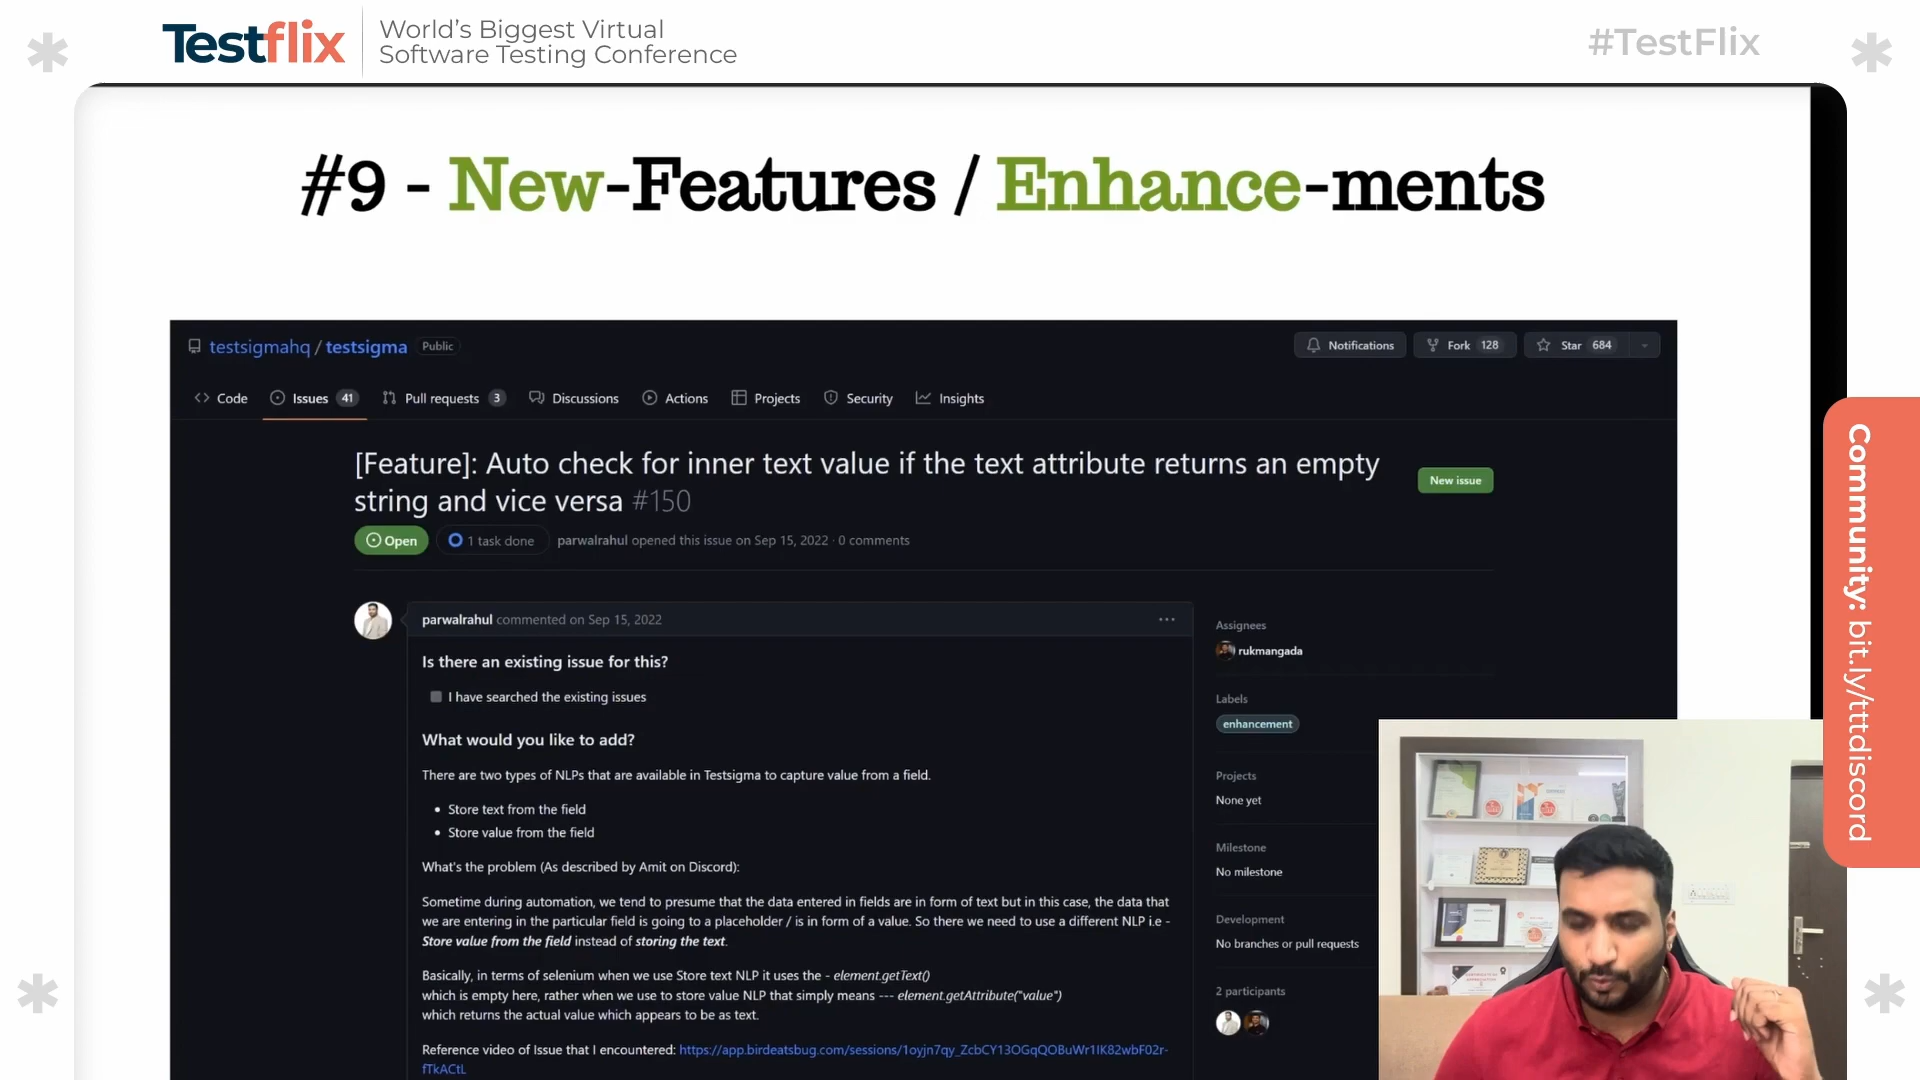 Testflix
World's Biggest Virtual
Software Testing Conference
#TestFlix
#9 - New-Features / Enhance-ments
testsigmahq / testsigma Public
Notifications
Fork 128
Star 684
Code
Issues 41
Pull requests 3
Discussions
Actions
Projects
Security
Insights
[Feature]: Auto check for inner text value if the text attribute returns an empty
string and vice versa #150
New issue
Open
1 task done
parwalrahul opened this issue on Sep 15, 2022 · 0 comments
parwalrahul commented on Sep 15, 2022
Is there an existing issue for this?
I have searched the existing issues
What would you like to add?
There are two types of NLPs that are available in Testsigma to capture value from a field.
• Store text from the field
• Store value from the field
What's the problem (As described by Amit on Discord):
Sometime during automation, we tend to presume that the data entered in fields are in form of text but in this case, the data that
we are entering in the particular field is going to a placeholder / is in form of a value. So there we need to use a different NLP i.e -
Store value from the field instead of storing the text.
Basically, in terms of selenium when we use Store text NLP it uses the - element.getText()
which is empty here, rather when we use to store value NLP that simply means --- element.getAttribute("value")
which returns the actual value which appears to be as text.
Reference video of Issue that I encountered: https://app.birdeatsbug.com/sessions/1oyjn7qy_ZcbCY13OGqQOBuWr1IK82wbF02r-
fTkACtL
Assignees
rukmangada
Labels
enhancement
Projects
None yet
Milestone
No milestone
Development
No branches or pull requests
2 participants
Community: bit.ly/tttdiscord